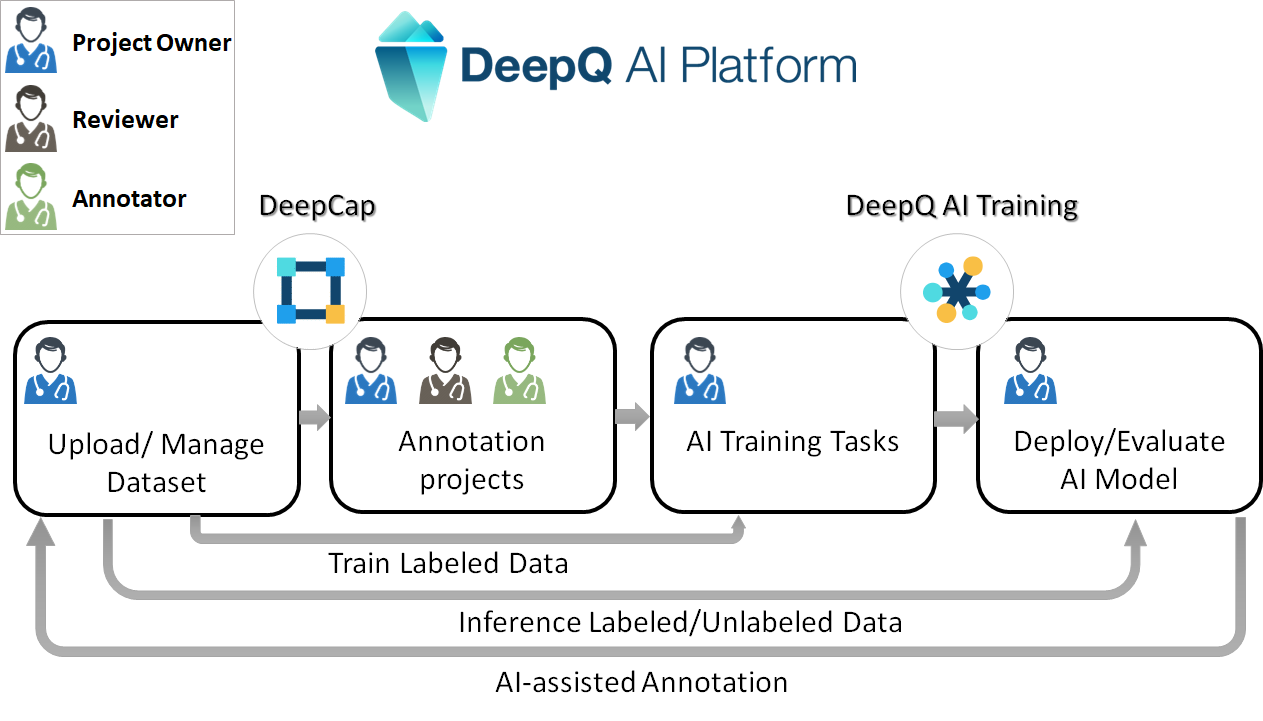 Project Owner
Reviewer
Annotator
DeepQ AI Platform
DeepCap
DeepQ AI Training
Upload/ Manage
Dataset
Annotation
projects
AI Training Tasks
Deploy/Evaluate
AI Model
Train Labeled Data
Inference Labeled/Unlabeled Data
AI-assisted Annotation